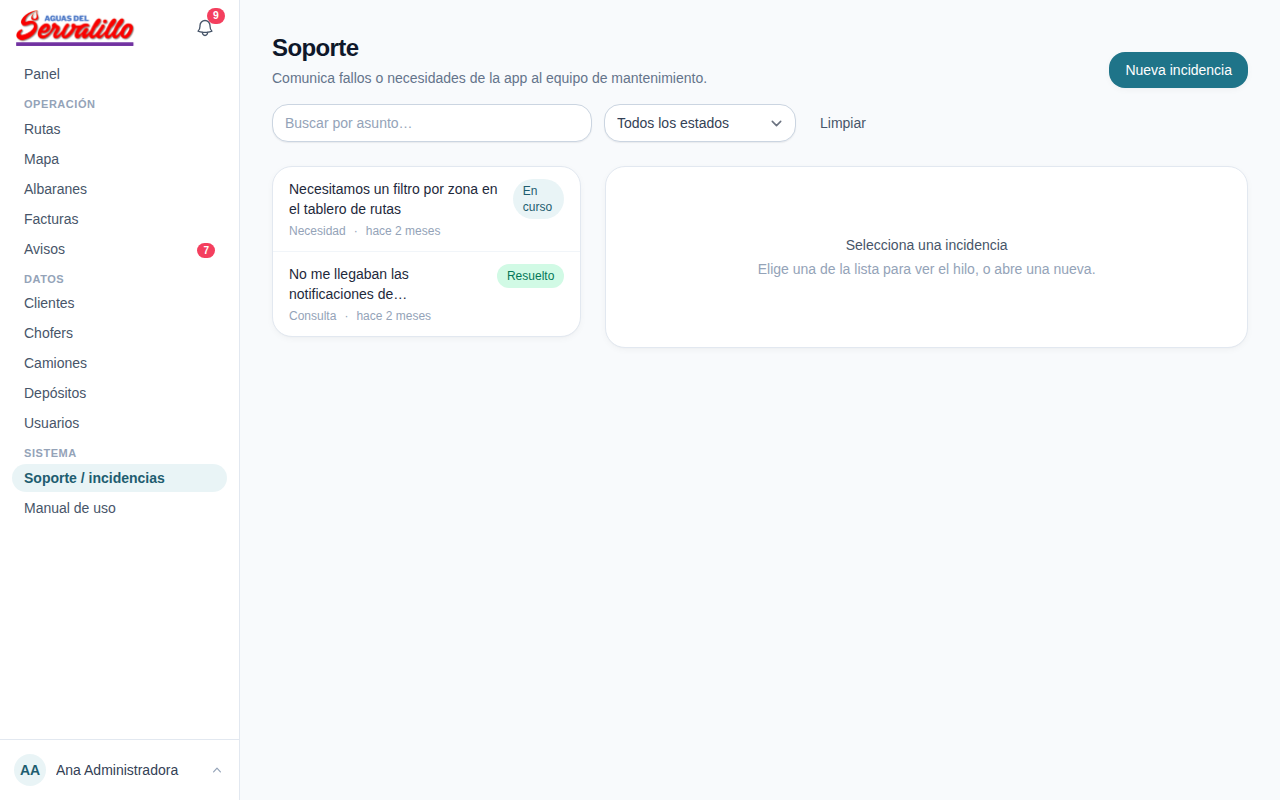 AGUAS DEL
Servalillo
9
Panel
OPERACIÓN
Rutas
Mapa
Albaranes
Facturas
Avisos 7
DATOS
Clientes
Chofers
Camiones
Depósitos
Usuarios
SISTEMA
Soporte / incidencias
Manual de uso
AA Ana Administradora
Soporte
Comunica fallos o necesidades de la app al equipo de mantenimiento.
Nueva incidencia
Buscar por asunto…
Todos los estados
Limpiar
Necesitamos un filtro por zona en
el tablero de rutas
En
curso
Necesidad · hace 2 meses
No me llegaban las
notificaciones de…
Resuelto
Consulta · hace 2 meses
Selecciona una incidencia
Elige una de la lista para ver el hilo, o abre una nueva.